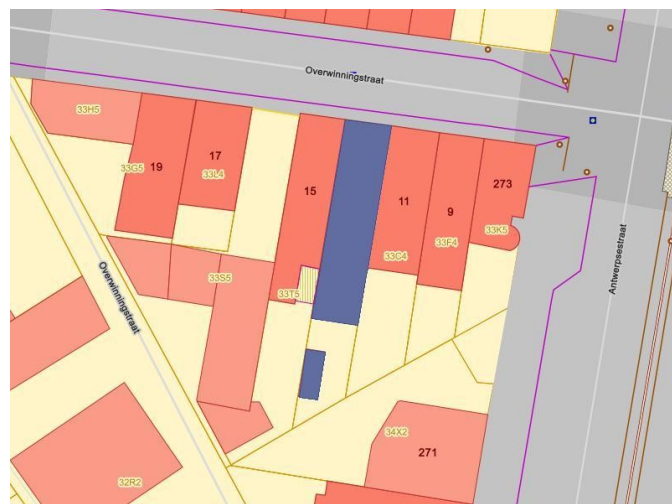 Overwinningstraat
33H5
17
273
33G5
19
33L4
15
11
9
33K5
33C4
33F4
33S5
33T5
Overwinningstraat
Antwerpsestraat
34X2
271
32R2